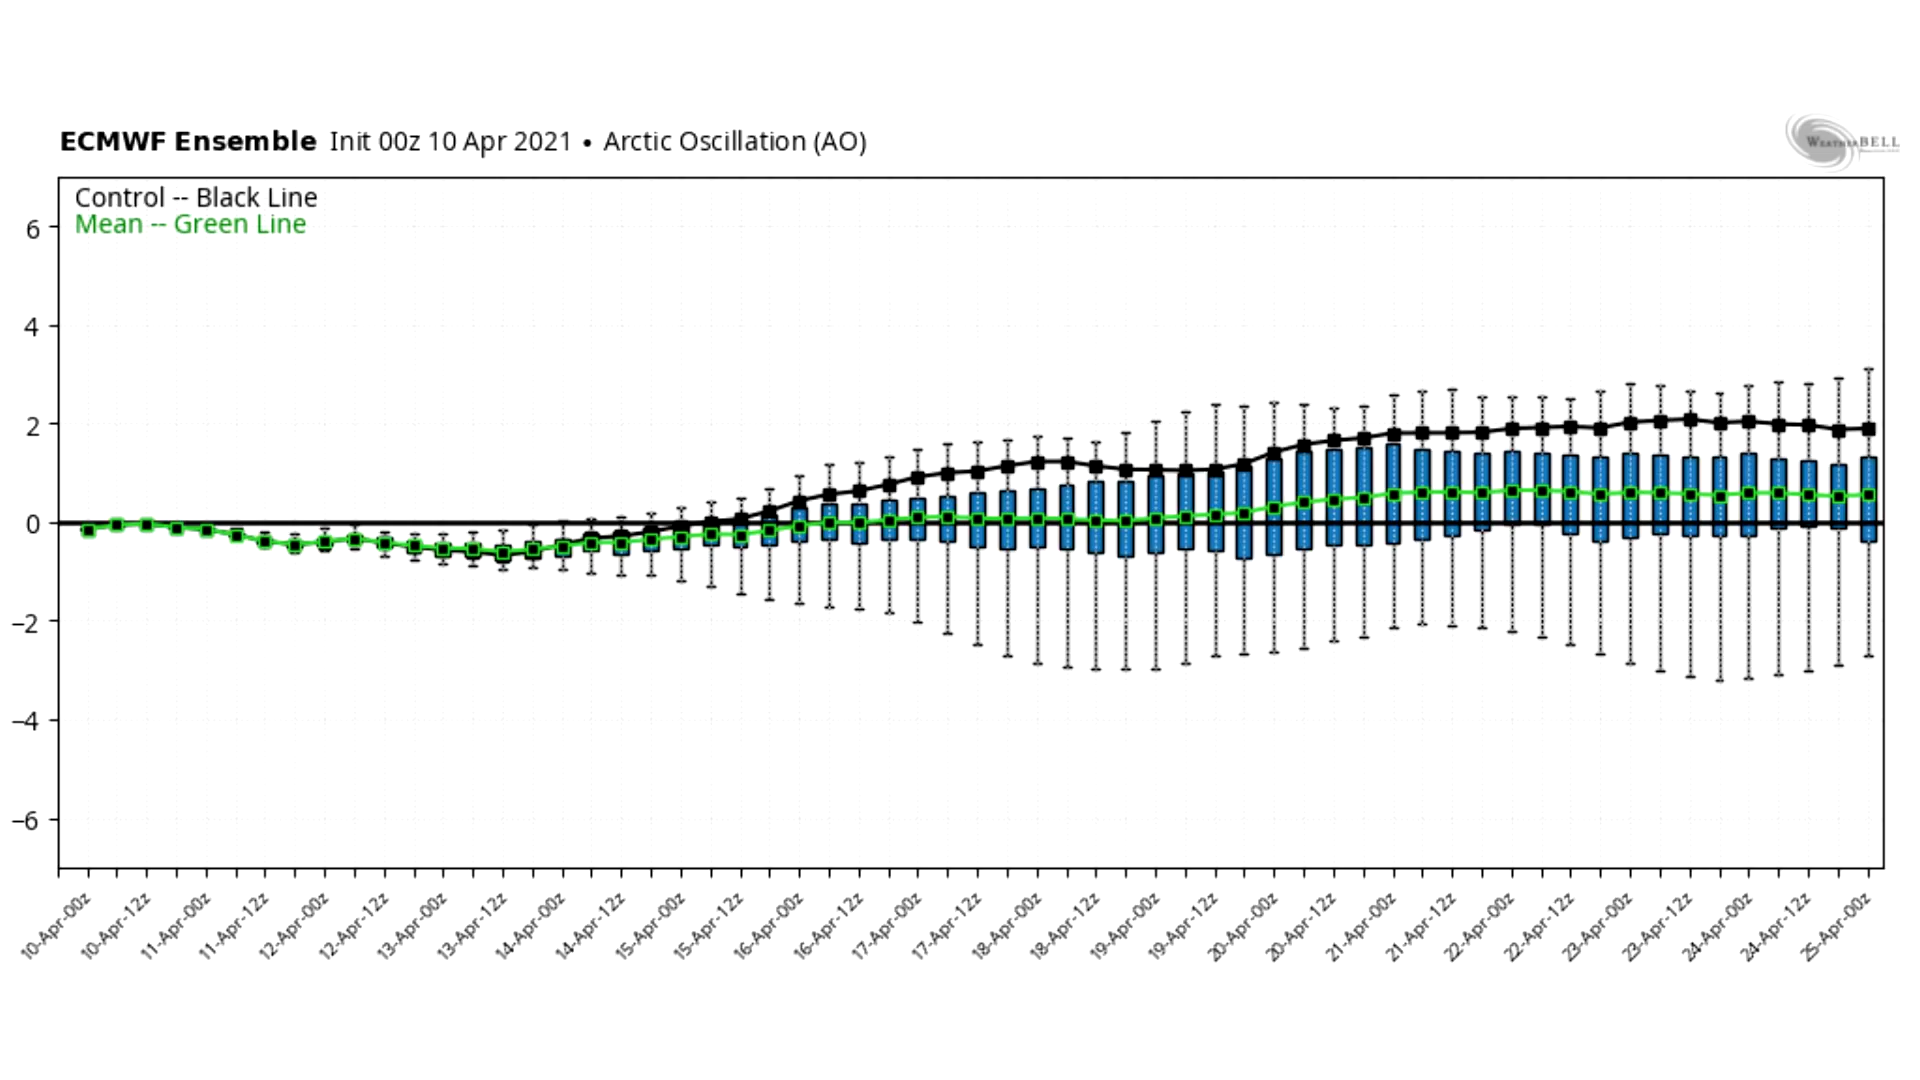 ECMWF Ensemble Init 00z 10 Apr 2021 • Arctic Oscillation (AO)
WEATHERBELL
Control -- Black Line
Mean -- Green Line
6
4
2
0
−2
−4
−6
10-Apr-00z
10-Apr-12z
11-Apr-00z
11-Apr-12z
12-Apr-00z
12-Apr-12z
13-Apr-00z
13-Apr-12z
14-Apr-00z
14-Apr-12z
15-Apr-00z
15-Apr-12z
16-Apr-00z
16-Apr-12z
17-Apr-00z
17-Apr-12z
18-Apr-00z
18-Apr-12z
19-Apr-00z
19-Apr-12z
20-Apr-00z
20-Apr-12z
21-Apr-00z
21-Apr-12z
22-Apr-00z
22-Apr-12z
23-Apr-00z
23-Apr-12z
24-Apr-00z
24-Apr-12z
25-Apr-00z